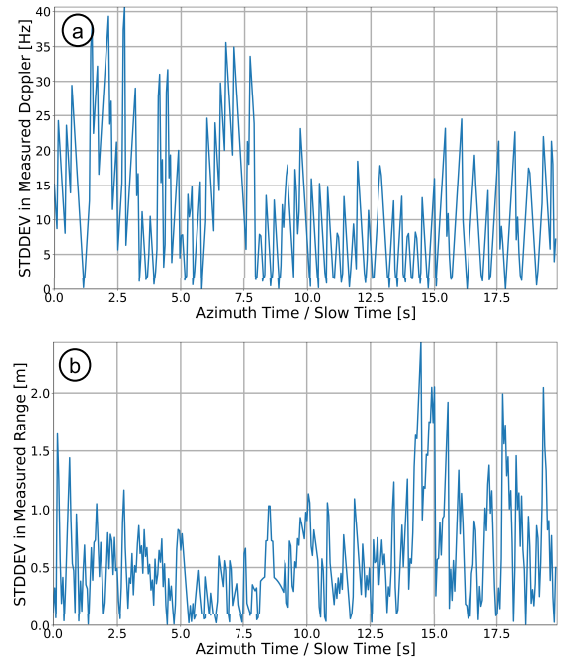 a
STDDEV in Measured Doppler [Hz]
40
35
30
25
20
15
10
5
0
0.0 2.5 5.0 7.5 10.0 12.5 15.0 17.5
Azimuth Time / Slow Time [s]
b
STDDEV in Measured Range [m]
2.0
1.5
1.0
0.5
0.0
0.0 2.5 5.0 7.5 10.0 12.5 15.0 17.5
Azimuth Time / Slow Time [s]